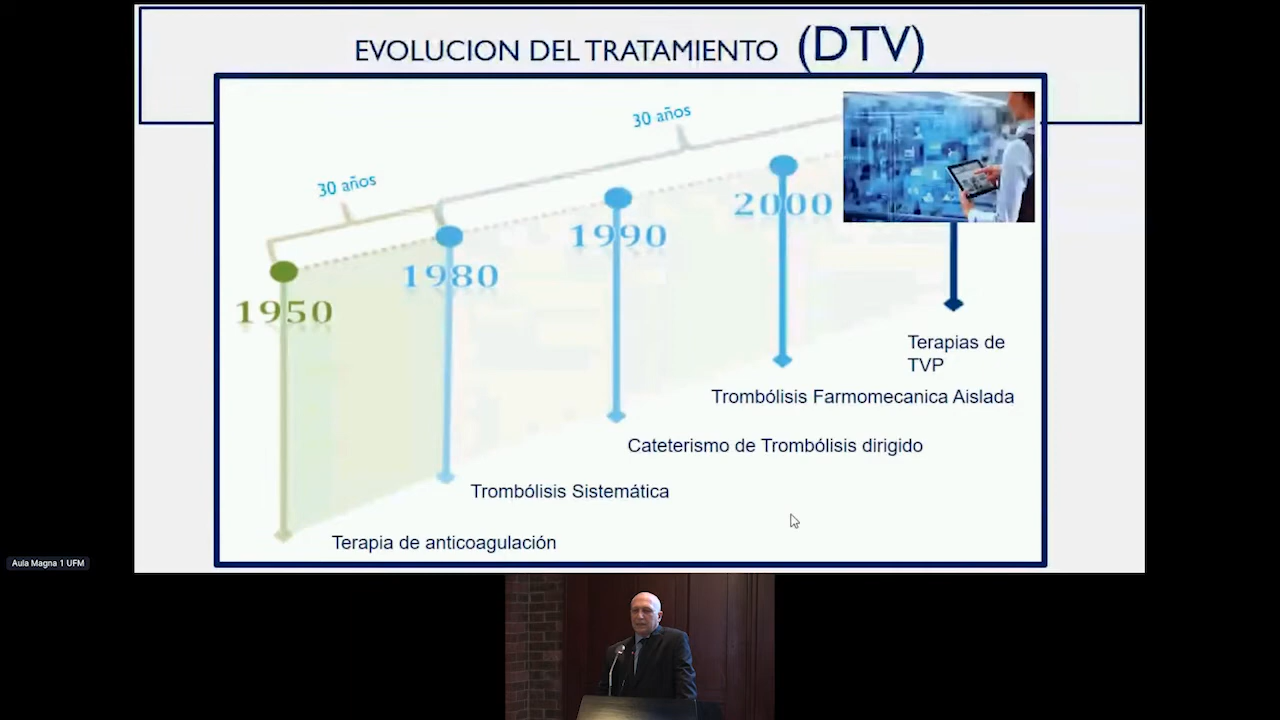 EVOLUCION DEL TRATAMIENTO (DTV)
30 años
30 años
1950
1980
1990
2000
Terapias de
TVP
Trombólisis Farmomecanica Aislada
Cateterismo de Trombólisis dirigido
Trombólisis Sistemática
Terapia de anticoagulación
Aula Magna 1 UFM